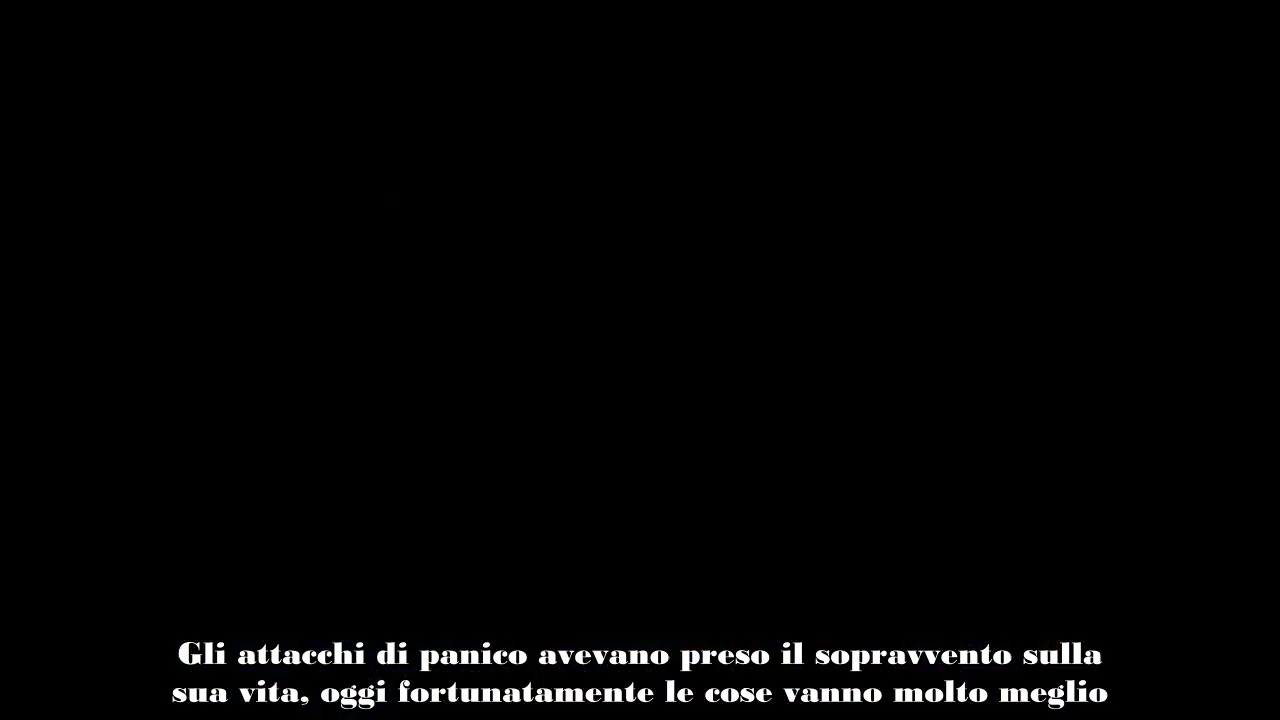 Gli attacchi di panico avevano preso il sopravvento sulla
sua vita, oggi fortunatamente le cose vanno molto meglio